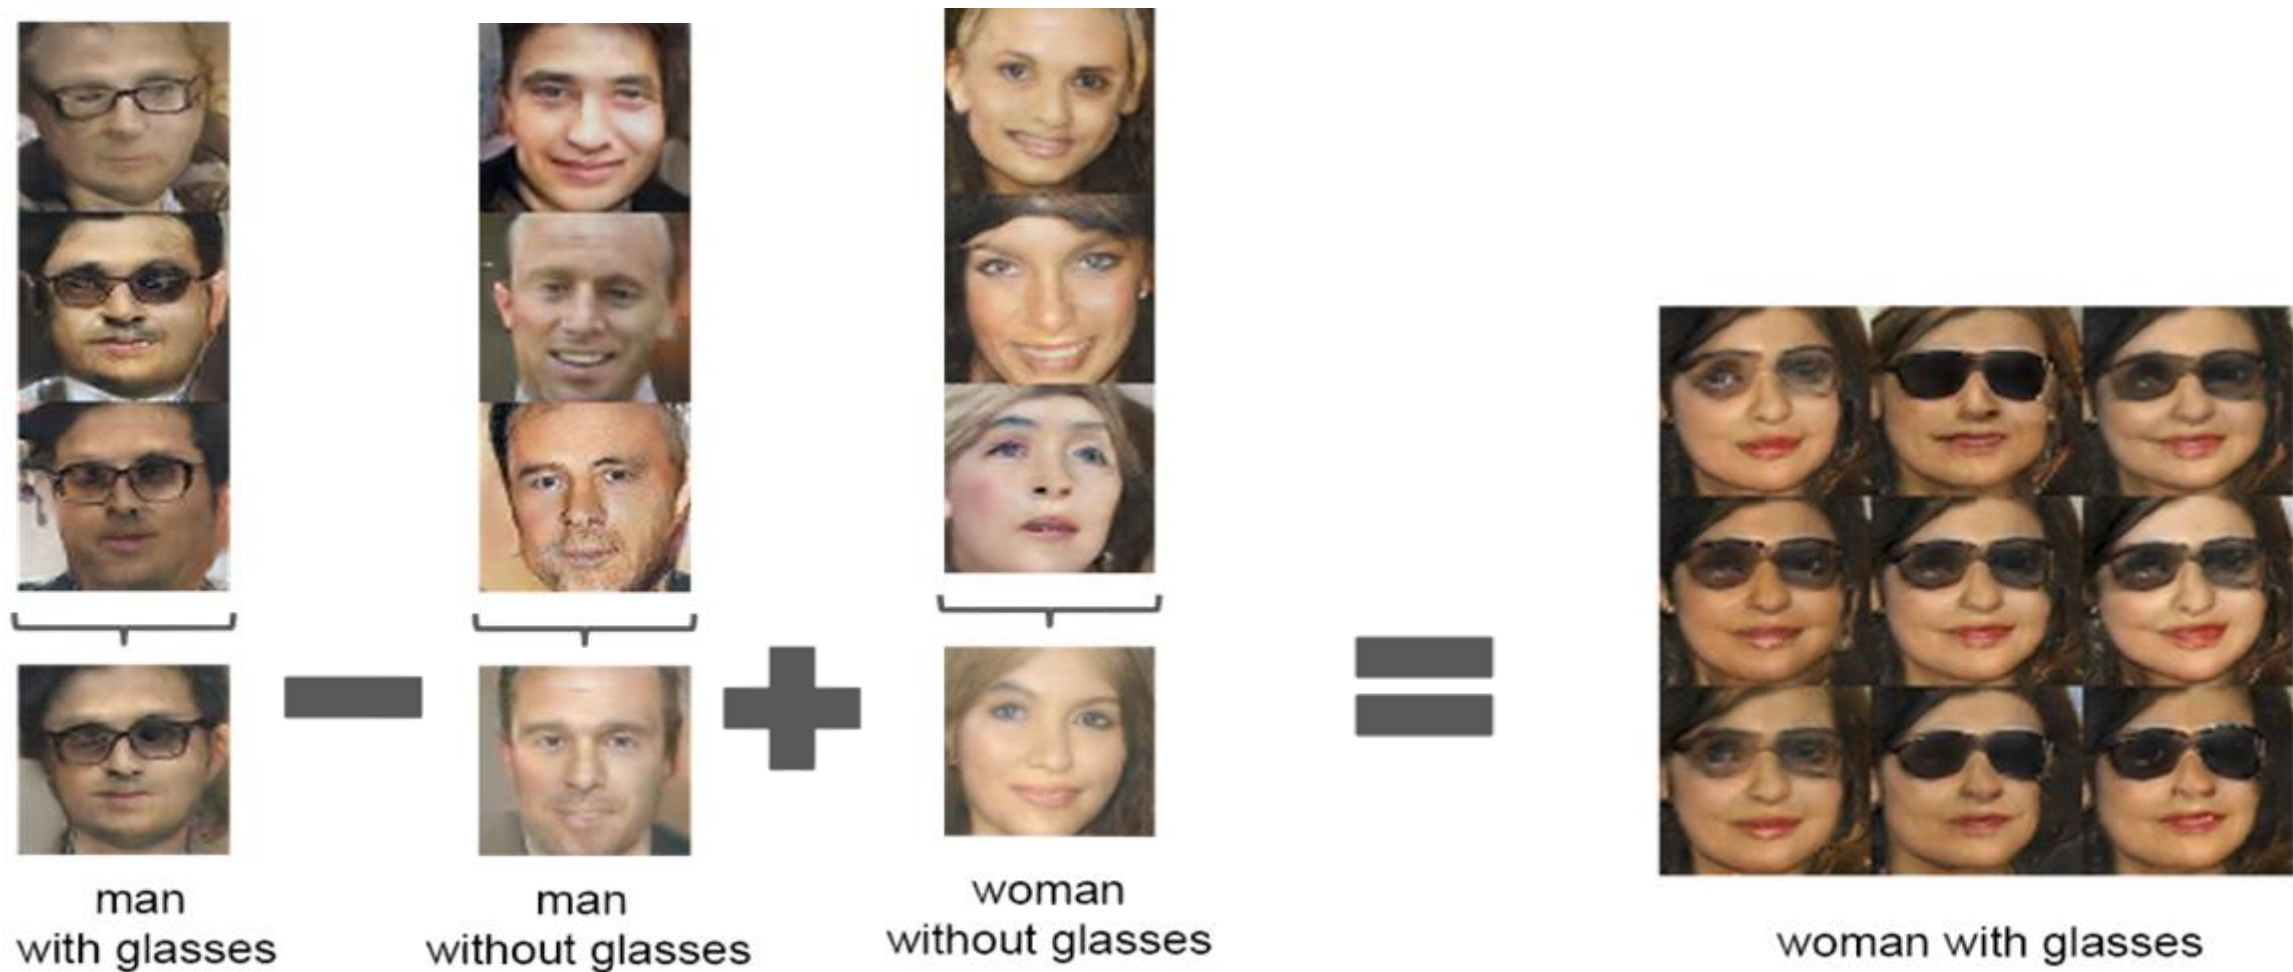 man
with glasses
man
without glasses
woman
without glasses
woman with glasses